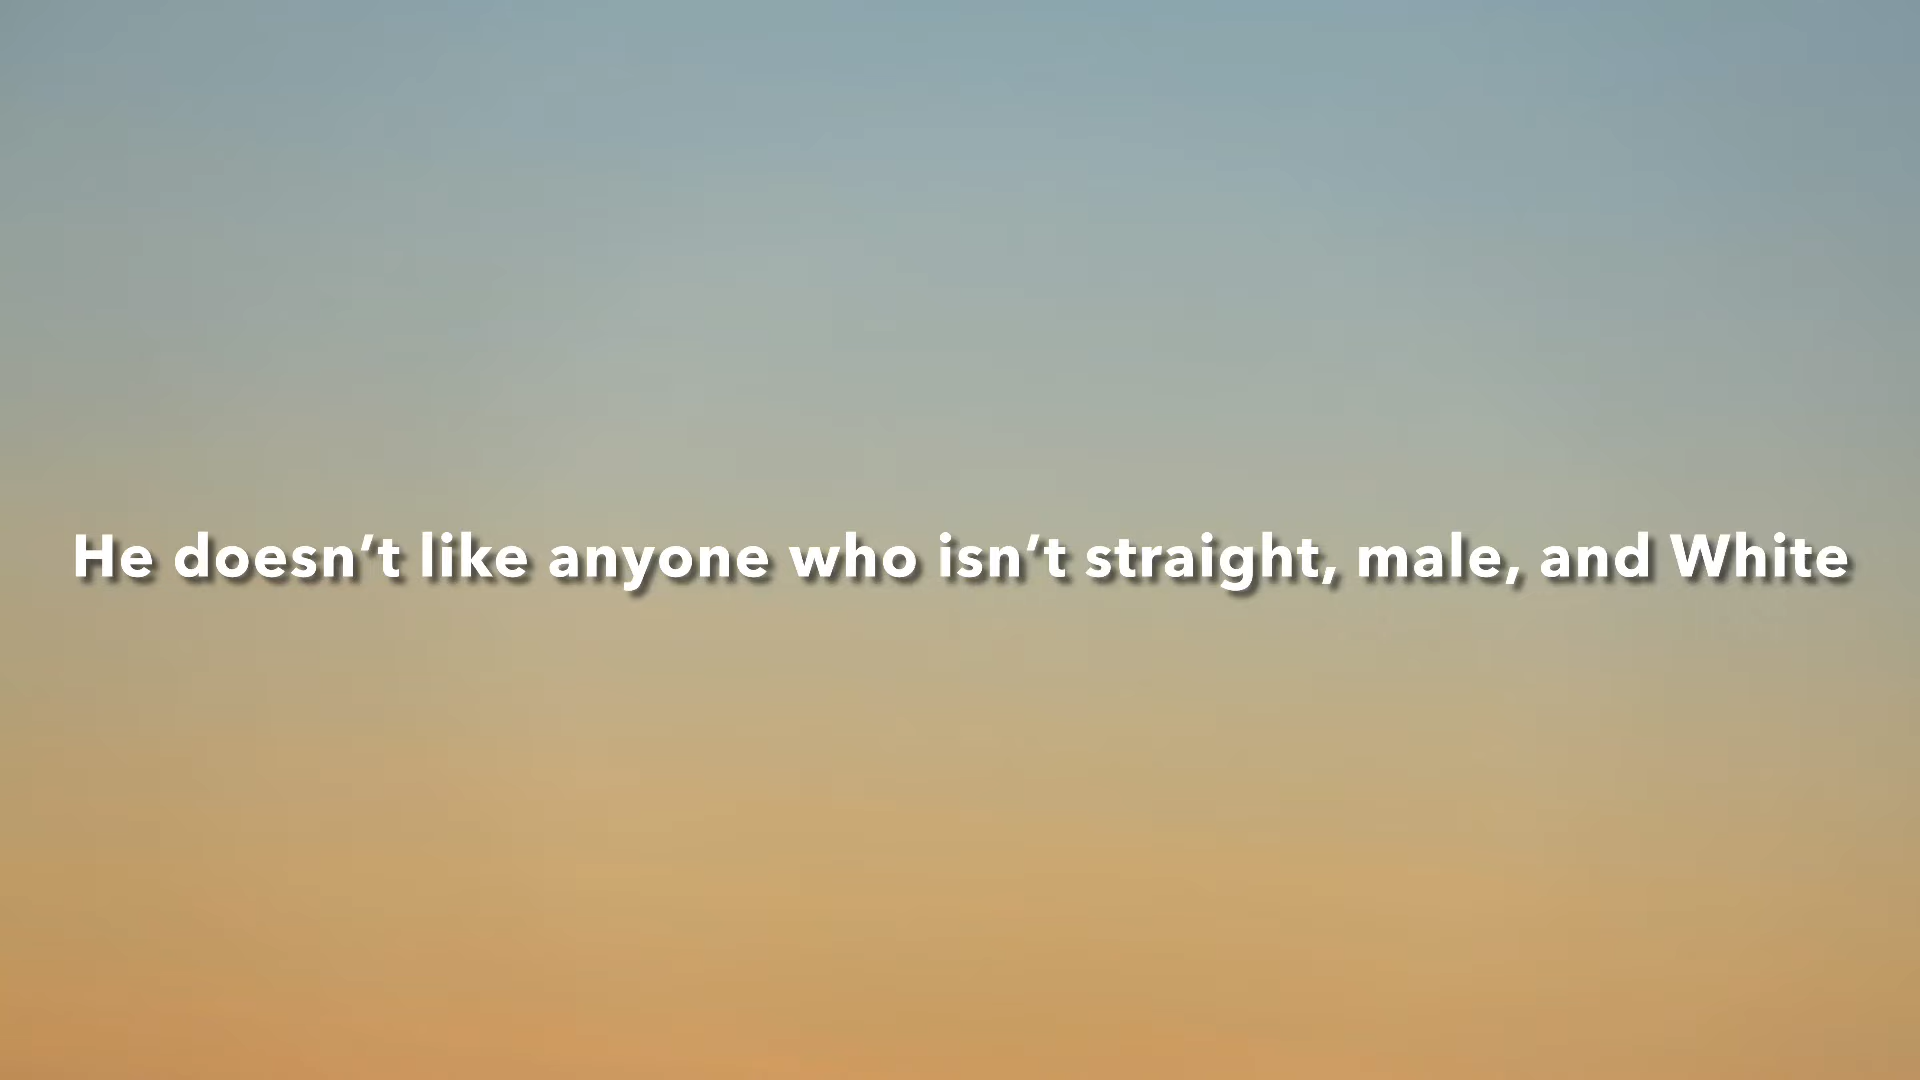 He doesn’t like anyone who isn’t straight, male, and White